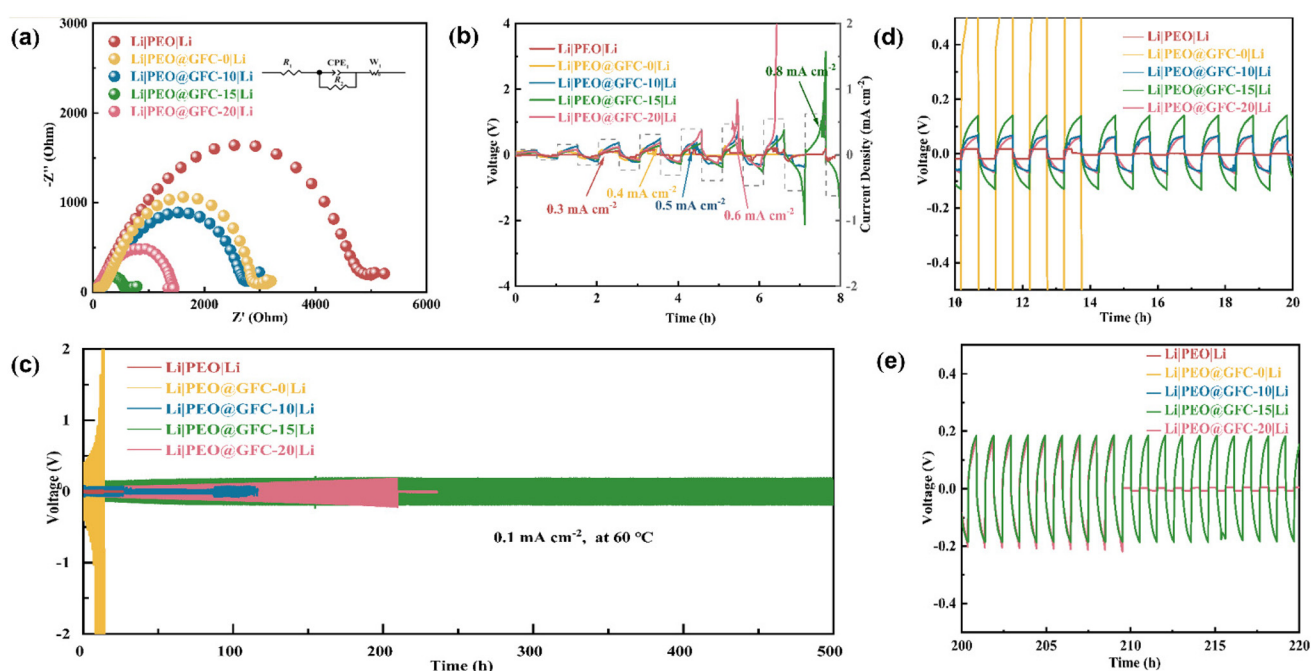 (a)
3000
2000
1000
0
-Z'' (Ohm)
Li|PEO|Li
Li|PEO@GFC-0|Li
Li|PEO@GFC-10|Li
Li|PEO@GFC-15|Li
Li|PEO@GFC-20|Li
R1 CPE1 W1
0 2000 4000 6000
Z' (Ohm)
(b)
4
2
0
-2
-4
Voltage (V)
Li|PEO|Li
Li|PEO@GFC-0|Li
Li|PEO@GFC-10|Li
Li|PEO@GFC-15|Li
Li|PEO@GFC-20|Li
0.8 mA cm-2
0.4 mA cm-2
0.3 mA cm-2
0.5 mA cm-2
0.6 mA cm-2
2
1
0
-1
-2
Current Density (mA cm-2)
0 2 4 6 8
Time (h)
(d)
0.4
0.2
0.0
-0.2
-0.4
Voltage (V)
Li|PEO|Li
Li|PEO@GFC-0|Li
Li|PEO@GFC-10|Li
Li|PEO@GFC-15|Li
Li|PEO@GFC-20|Li
10 12 14 16 18 20
Time (h)
(c)
2
1
0
-1
-2
Voltage (V)
Li|PEO|Li
Li|PEO@GFC-0|Li
Li|PEO@GFC-10|Li
Li|PEO@GFC-15|Li
Li|PEO@GFC-20|Li
0.1 mA cm-2, at 60 °C
0 100 200 300 400 500
Time (h)
(e)
0.4
0.2
0.0
-0.2
-0.4
Voltage (V)
Li|PEO|Li
Li|PEO@GFC-0|Li
Li|PEO@GFC-10|Li
Li|PEO@GFC-15|Li
Li|PEO@GFC-20|Li
200 205 210 215 220
Time (h)